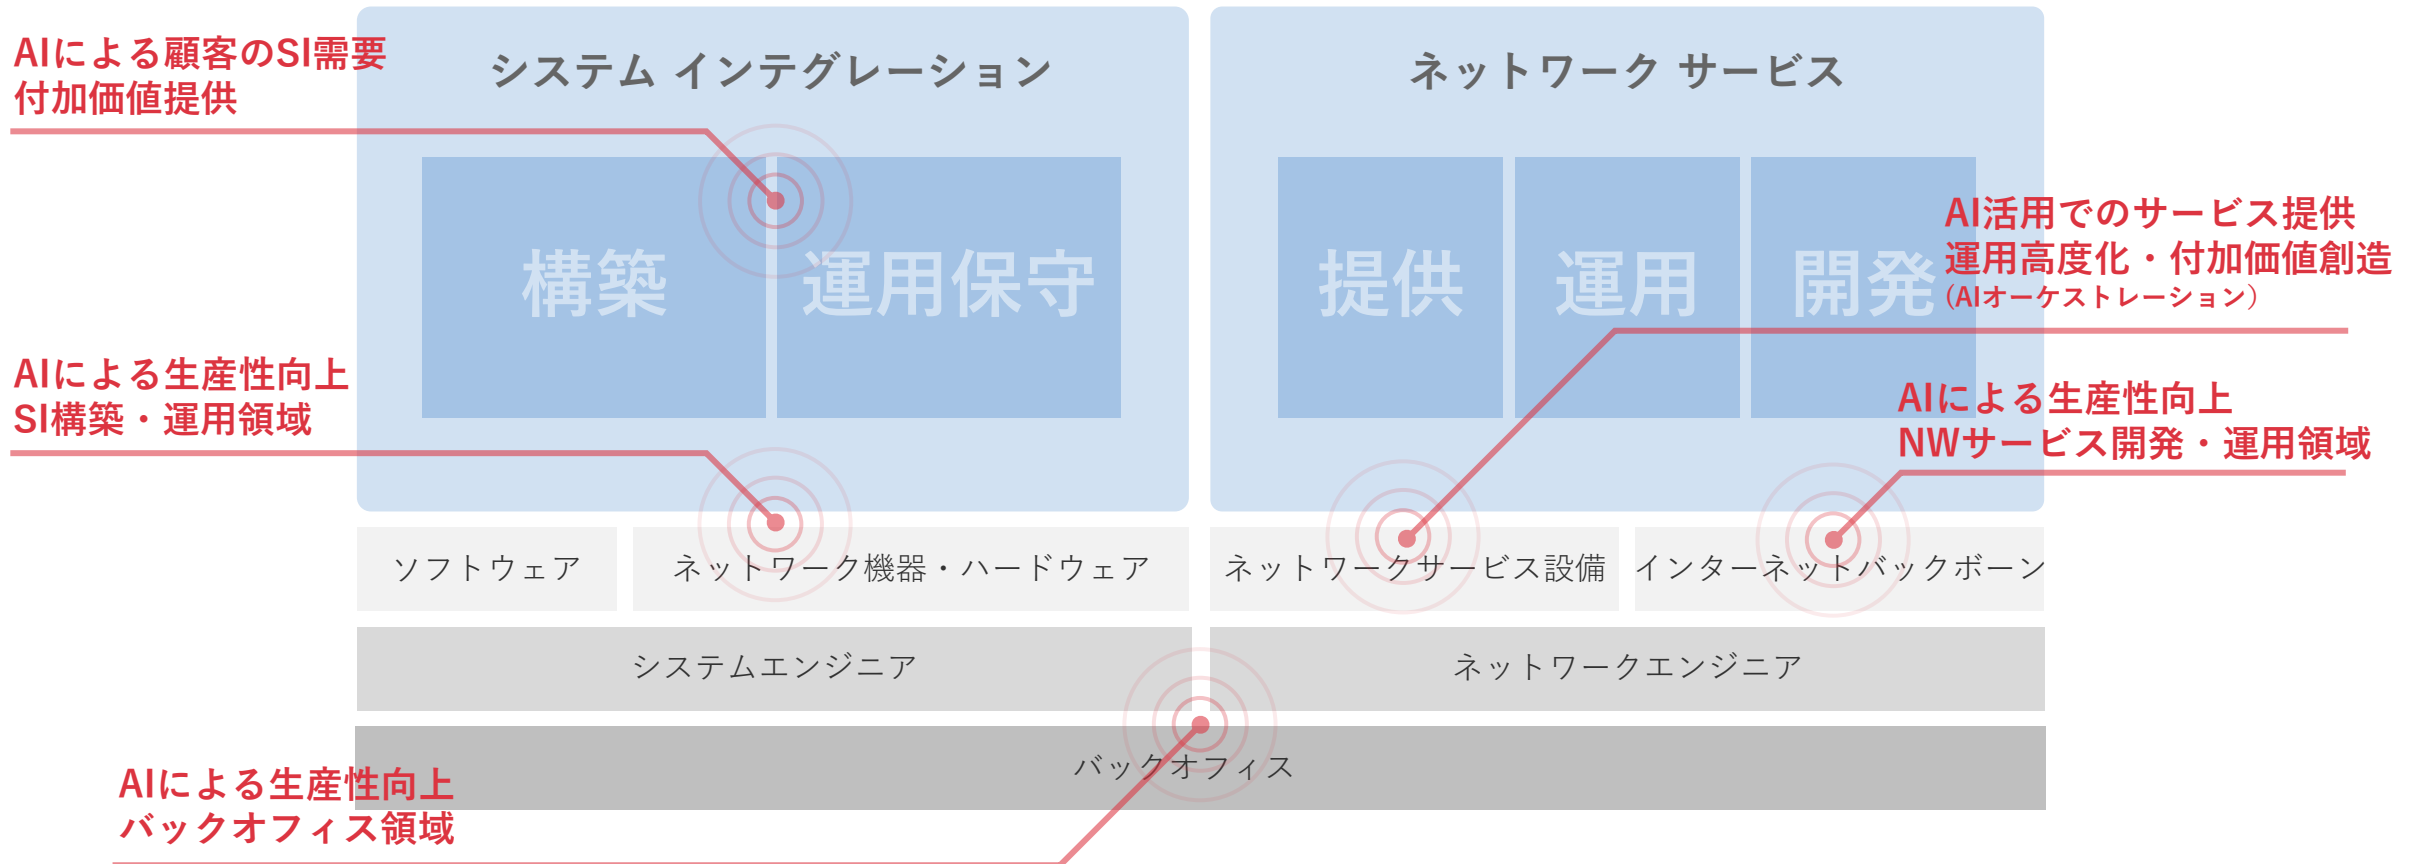 AIによる顧客のSI需要
付加価値提供
システム インテグレーション
ネットワーク サービス
構築
運用保守
提供
運用
開発
AI活用でのサービス提供
運用高度化・付加価値創造
(AIオーケストレーション)
AIによる生産性向上
SI構築・運用領域
AIによる生産性向上
NWサービス開発・運用領域
ソフトウェア
ネットワーク機器・ハードウェア
ネットワークサービス設備
インターネットバックボーン
システムエンジニア
ネットワークエンジニア
バックオフィス
AIによる生産性向上
バックオフィス領域